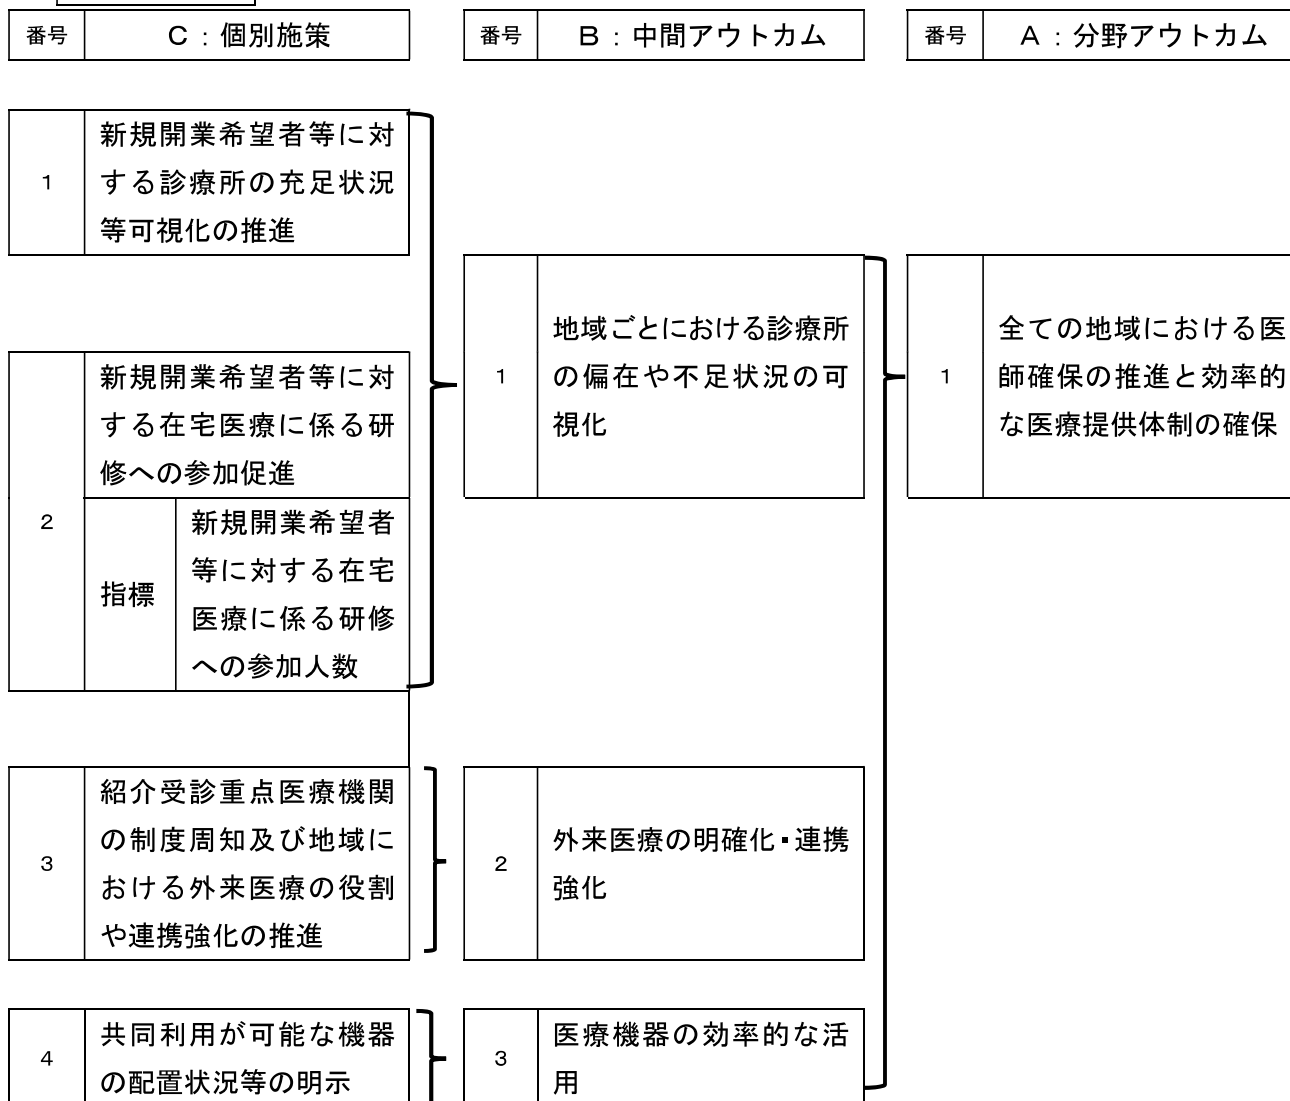 番号
C：個別施策
番号
B：中間アウトカム
番号
A：分野アウトカム
1
新規開業希望者等に対
する診療所の充足状況
等可視化の推進
2
新規開業希望者等に対
する在宅医療に係る研
修への参加促進
指標
新規開業希望者
等に対する在宅
医療に係る研修
への参加人数
3
紹介受診重点医療機関
の制度周知及び地域に
おける外来医療の役割
や連携強化の推進
4
共同利用が可能な機器
の配置状況等の明示
1
地域ごとにおける診療所
の偏在や不足状況の可
視化
2
外来医療の明確化・連携
強化
3
医療機器の効率的な活
用
1
全ての地域における医
師確保の推進と効率的
な医療提供体制の確保